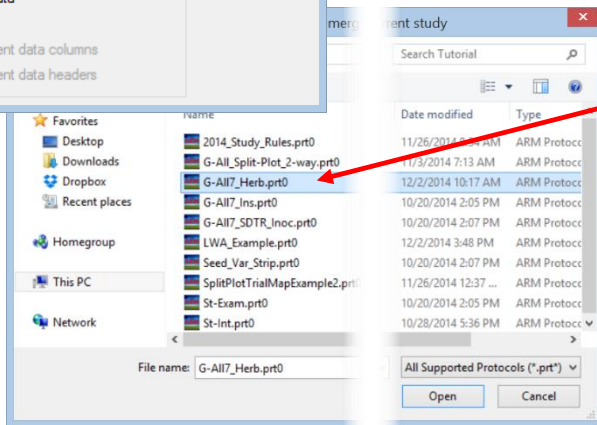 ent data columns
ent data headers
merg rent study
Search Tutorial
Name Date modified Type
Favorites
Desktop
Downloads
Dropbox
Recent places
Homegroup
This PC
Network
2014_Study_Rules.prt0 11/26/2014 AM ARM Protoco
G-All_Split-Plot_2-way.prt0 11/3/2014 7:13 AM ARM Protoco
G-All7_Herb.prt0 12/2/2014 10:17 AM ARM Protoco
G-All7_Ins.prt0 10/20/2014 2:05 PM ARM Protoco
G-All7_SDTR_Inoc.prt0 10/20/2014 2:07 PM ARM Protoco
LWA_Example.prt0 12/2/2014 3:48 PM ARM Protoco
Seed_Var_Strip.prt0 10/20/2014 2:07 PM ARM Protoco
SplitPlotTrialMapExample2.prt 11/26/2014 12:37 ... ARM Protoco
St-Exam.prt0 10/20/2014 2:05 PM ARM Protoco
St-Int.prt0 10/28/2014 5:36 PM ARM Protoco
File name: G-All7_Herb.prt0 All Supported Protocols (*.prt*)
Open Cancel